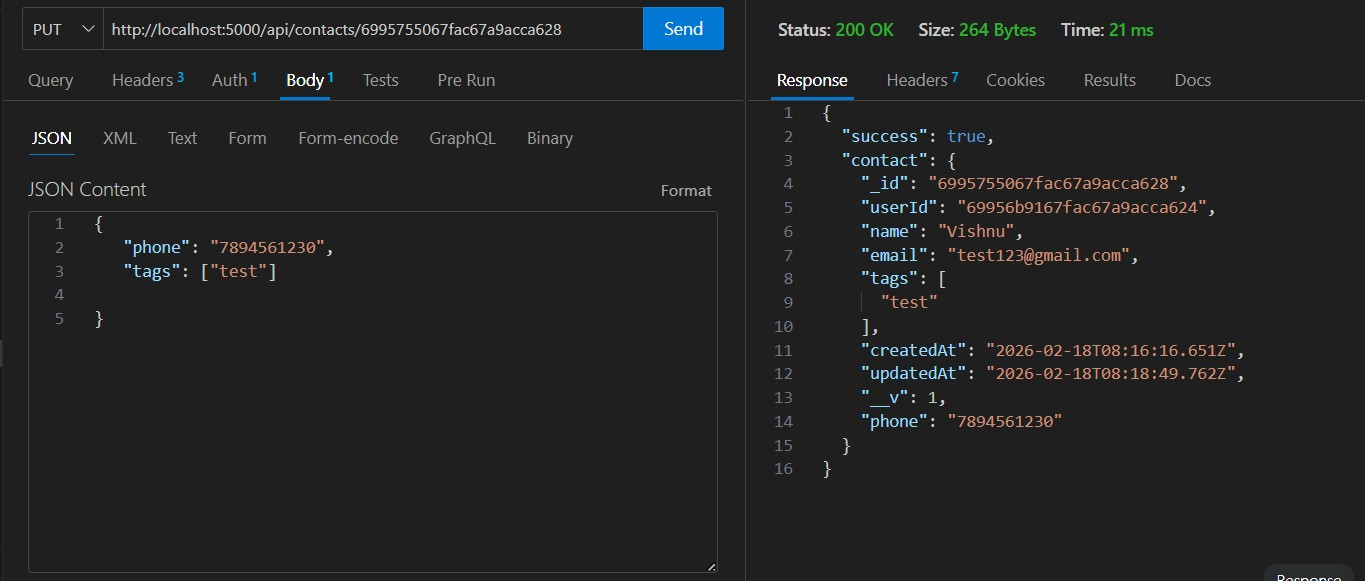 PUT http://localhost:5000/api/contacts/6995755067fac67a9acca628 Send
Query Headers 3 Auth 1 Body 1 Tests Pre Run
JSON XML Text Form Form-encode GraphQL Binary
JSON Content Format
1 {
2 "phone": "7894561230",
3 "tags": ["test"]
4
5 }
Status: 200 OK Size: 264 Bytes Time: 21 ms
Response Headers 7 Cookies Results Docs
1 {
2 "success": true,
3 "contact": {
4 "_id": "6995755067fac67a9acca628",
5 "userId": "69956b9167fac67a9acca624",
6 "name": "Vishnu",
7 "email": "test123@gmail.com",
8 "tags": [
9 "test"
10 ],
11 "createdAt": "2026-02-18T08:16:16.651Z",
12 "updatedAt": "2026-02-18T08:18:49.762Z",
13 "__v": 1,
14 "phone": "7894561230"
15 }
16 }
Response